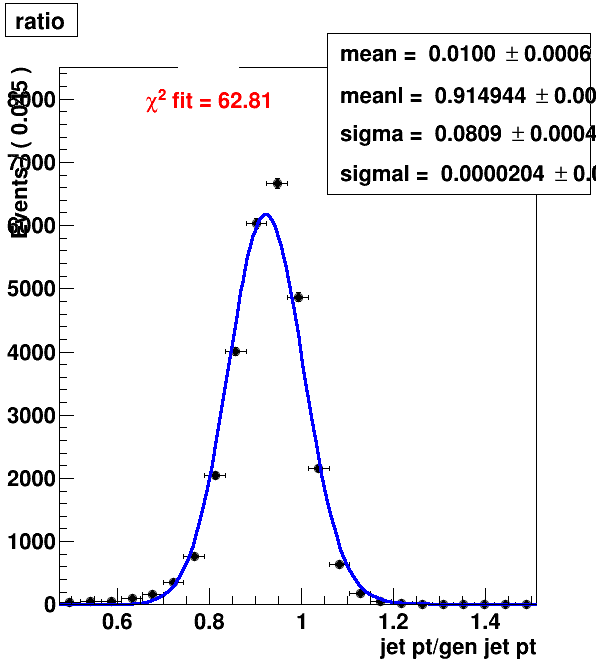 ratio
mean = 0.0100 ± 0.0006
meanl = 0.914944 ± 0.00
sigma = 0.0809 ± 0.0004
sigmal = 0.0000204 ± 0.0
χ² fit = 62.81
Events / ( 0.045 )
8000
7000
6000
5000
4000
3000
2000
1000
0
0.6 0.8 1 1.2 1.4
jet pt/gen jet pt